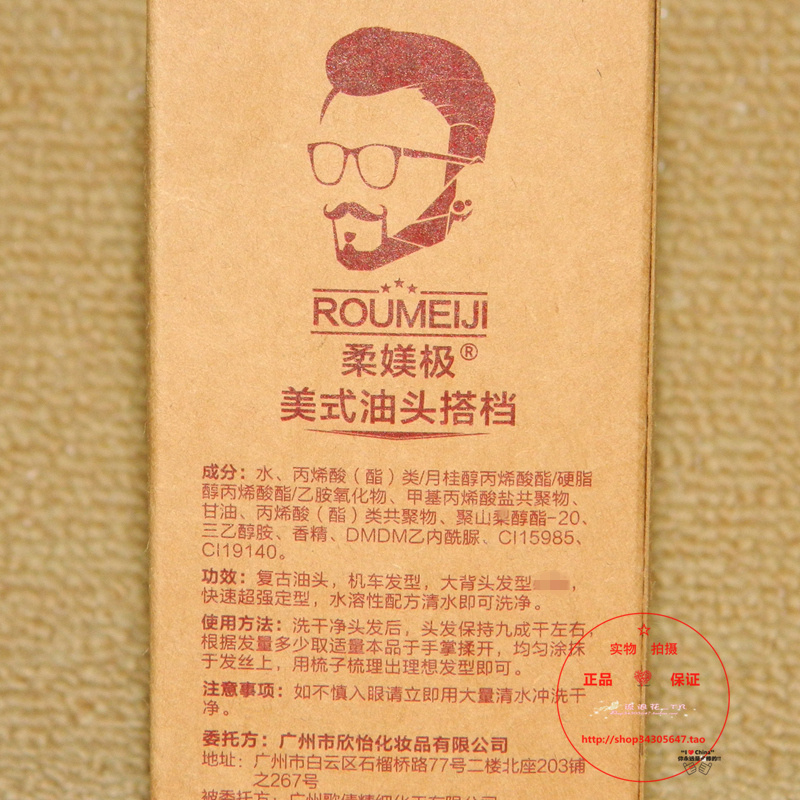 ROUMEIJI
柔媄极®
美式油头搭档
成分：水、丙烯酸（酯）类/月桂醇丙烯酸酯/硬脂
醇丙烯酸酯/乙胺氧化物、甲基丙烯酸盐共聚物、
甘油、丙烯酸（酯）类共聚物、聚山梨醇酯-20、
三乙醇胺、香精、DMDM乙内酰脲、CI15985、
CI19140。
功效：复古油头，机车发型，大背头发型，
快速超强定型，水溶性配方清水即可洗净。
使用方法：洗干净头发后，头发保持九成干左右，
根据发量多少取适量本品于手掌揉开，均匀涂抹
于发丝上，用梳子梳理出理想发型即可。
注意事项：如不慎入眼请立即用大量清水冲洗干
净。
委托方：广州市欣怡化妆品有限公司
地址：广州市白云区石榴桥路77号二楼北座203铺
之267号
实物 拍摄
正品 保证
http://shop34305647.tao
"I ❤ China"